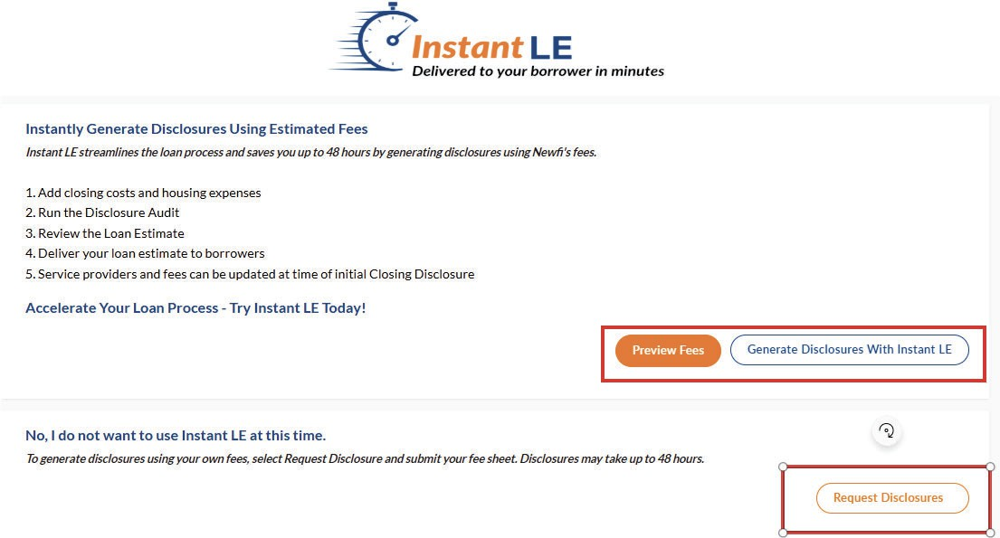 Instant LE
Delivered to your borrower in minutes
Instantly Generate Disclosures Using Estimated Fees
Instant LE streamlines the loan process and saves you up to 48 hours by generating disclosures using Newfi's fees.
1. Add closing costs and housing expenses
2. Run the Disclosure Audit
3. Review the Loan Estimate
4. Deliver your loan estimate to borrowers
5. Service providers and fees can be updated at time of initial Closing Disclosure
Accelerate Your Loan Process - Try Instant LE Today!
Preview Fees
Generate Disclosures With Instant LE
No, I do not want to use Instant LE at this time.
To generate disclosures using your own fees, select Request Disclosure and submit your fee sheet. Disclosures may take up to 48 hours.
Request Disclosures